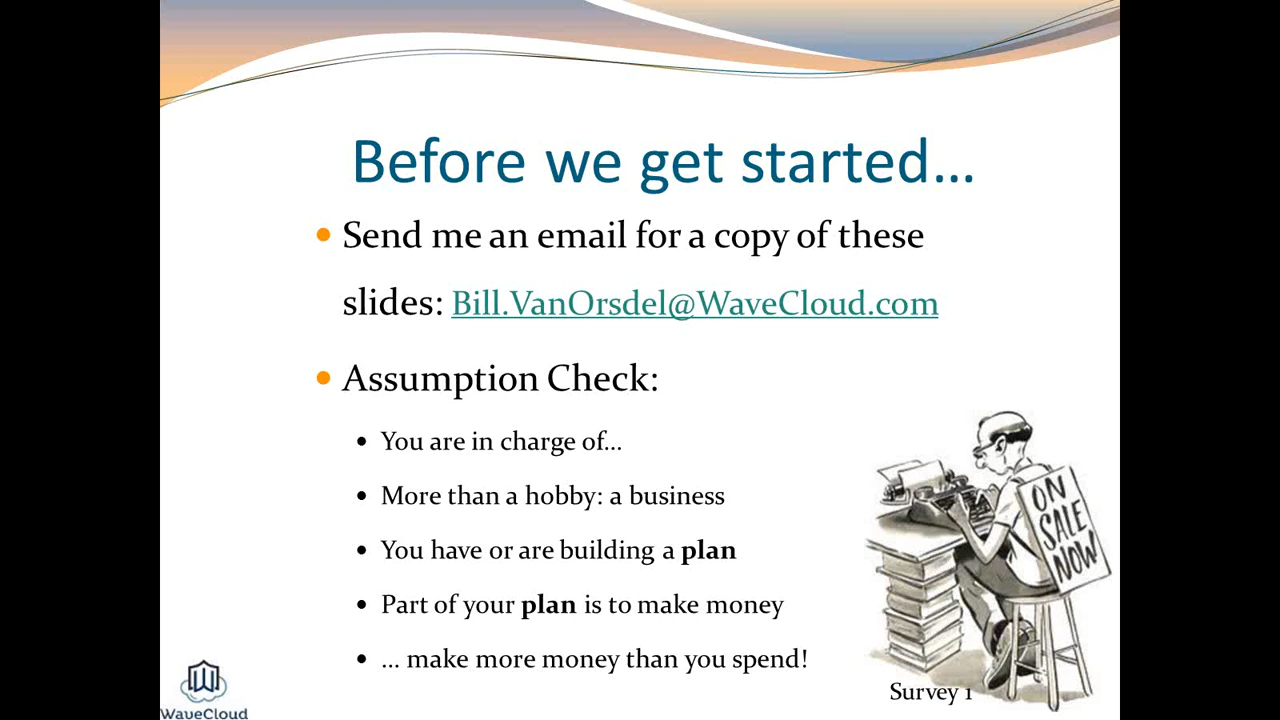 Before we get started…
Send me an email for a copy of these
slides: Bill.VanOrsdel@WaveCloud.com
Assumption Check:
You are in charge of…
More than a hobby: a business
You have or are building a plan
Part of your plan is to make money
… make more money than you spend!
ON
SALE
NOW
Survey 1
WaveCloud